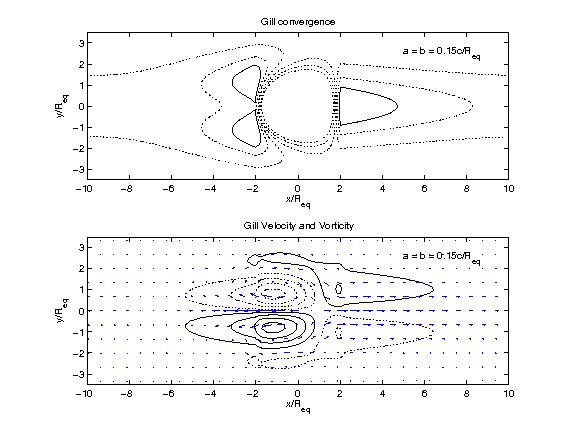 Gill convergence
a = b = 0.15c/R_eq
3
2
1
0
−1
−2
−3
y/R_eq
−10 −8 −6 −4 −2 0 2 4 6 8 10
x/R_eq
Gill Velocity and Vorticity
a = b = 0.15c/R_eq
3
2
1
0
−1
−2
−3
y/R_eq
−10 −8 −6 −4 −2 0 2 4 6 8 10
x/R_eq